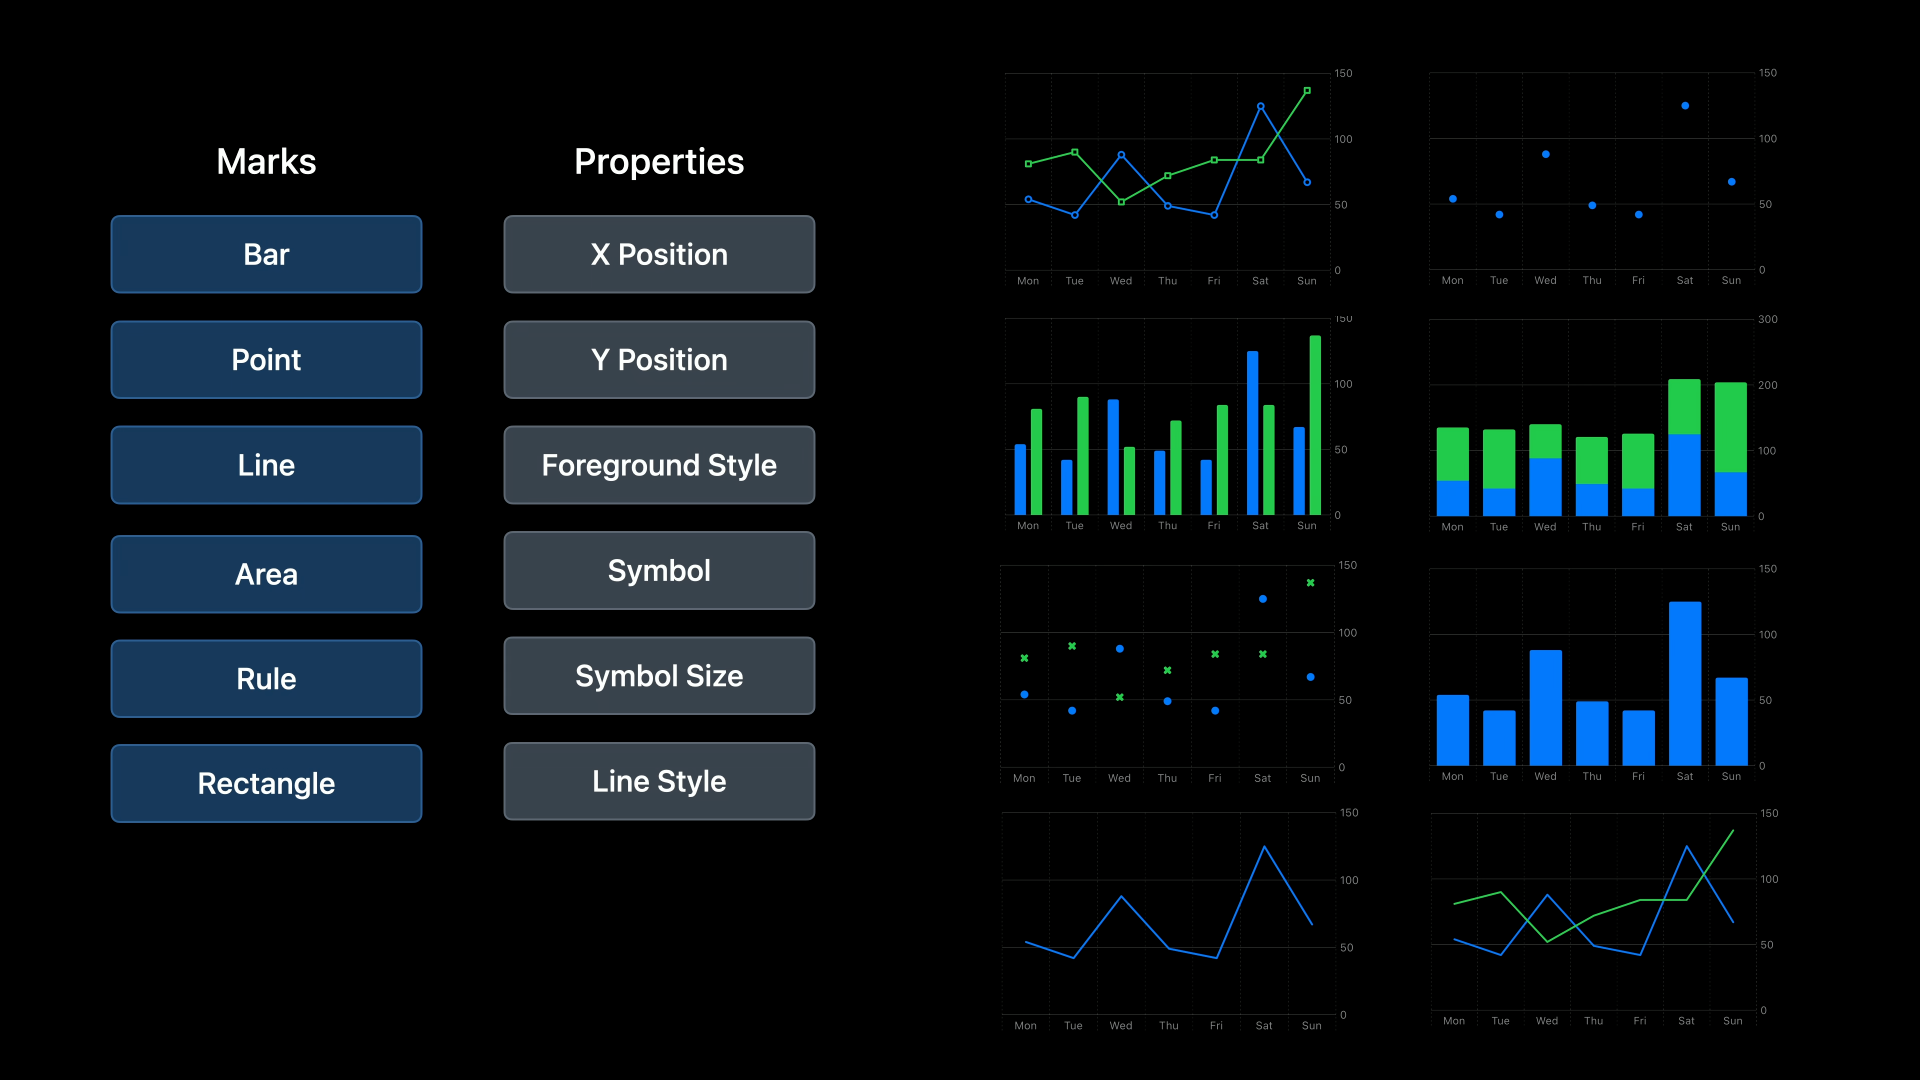 Marks
Bar
Point
Line
Area
Rule
Rectangle
Properties
X Position
Y Position
Foreground Style
Symbol
Symbol Size
Line Style
150
100
50
0
Mon Tue Wed Thu Fri Sat Sun
150
100
50
0
Mon Tue Wed Thu Fri Sat Sun
150
100
50
0
Mon Tue Wed Thu Fri Sat Sun
300
200
100
0
Mon Tue Wed Thu Fri Sat Sun
150
100
50
0
Mon Tue Wed Thu Fri Sat Sun
150
100
50
0
Mon Tue Wed Thu Fri Sat Sun
150
100
50
0
Mon Tue Wed Thu Fri Sat Sun
150
100
50
0
Mon Tue Wed Thu Fri Sat Sun